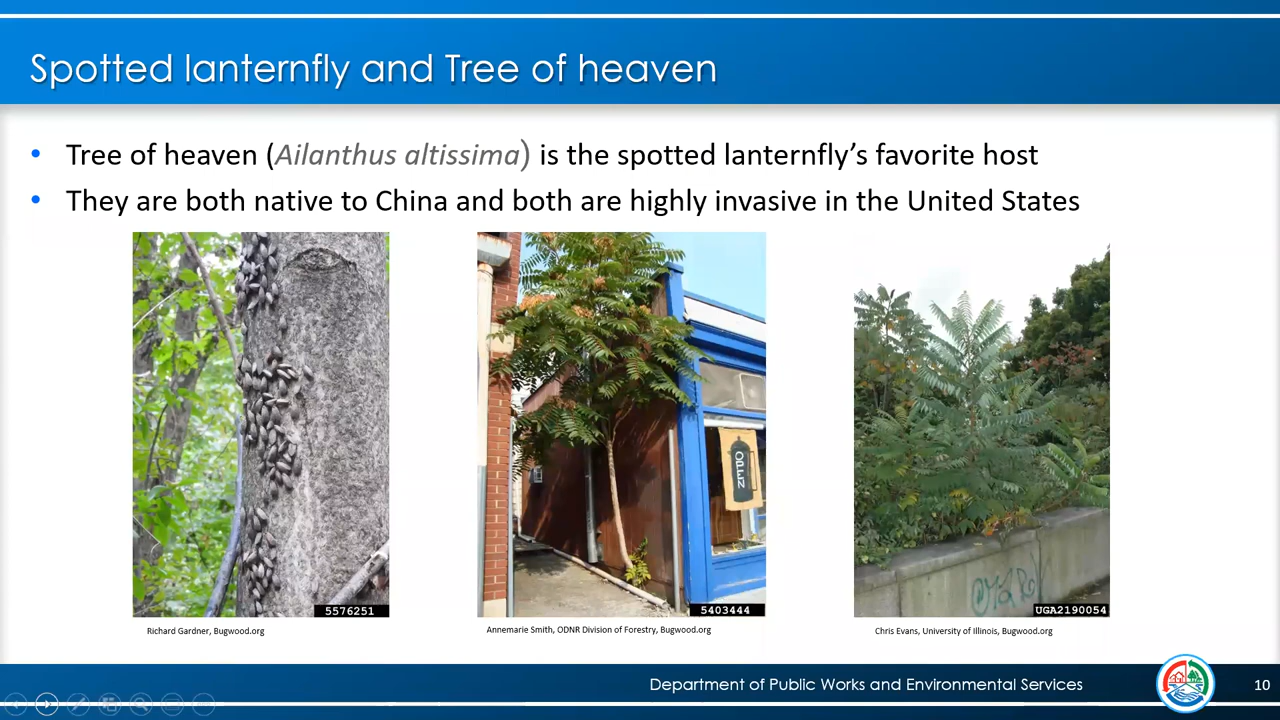 Spotted lanternfly and Tree of heaven
• Tree of heaven (Ailanthus altissima) is the spotted lanternfly’s favorite host
• They are both native to China and both are highly invasive in the United States
OPEN
5576251
5403444
UGA2190054
Richard Gardner, Bugwood.org
Annemarie Smith, ODNR Division of Forestry, Bugwood.org
Chris Evans, University of Illinois, Bugwood.org
Department of Public Works and Environmental Services
10